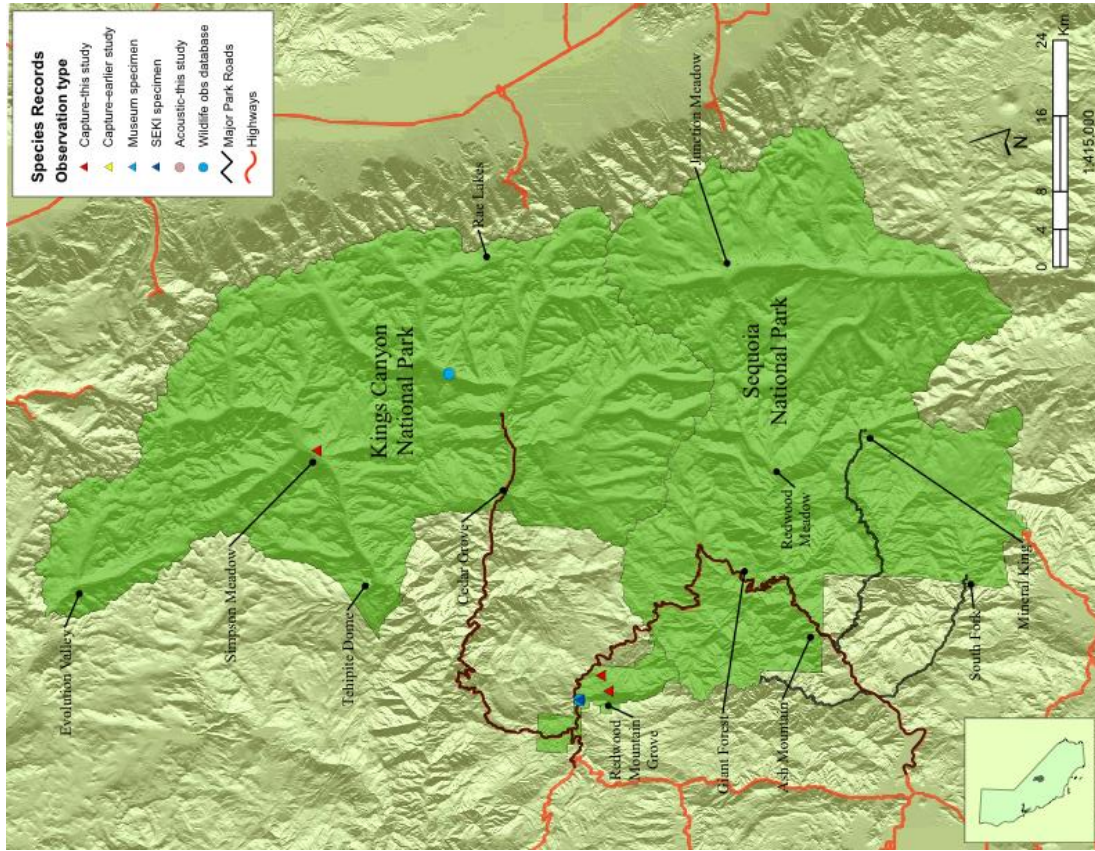 Species Records
Observation type
Capture-this study
Capture-earlier study
Museum specimen
SEKI specimen
Acoustic-this study
Wildlife obs database
Major Park Roads
Highways
Evolution Valley
Simpson Meadow
Tehipite Dome
Kings Canyon
National Park
Rae Lakes
Cedar Grove
Redwood
Mountain
Grove
Giant Forest
Ash Mountain
Redwood
Meadow
Sequoia
National Park
Junction Meadow
South Fork
Mineral King
N
0 4 8 16 24
Km
1:415,000